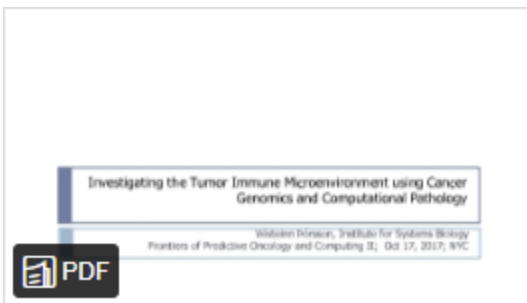 Investigating the Tumor Immune Microenvironment using Cancer
Genomics and Computational Pathology
Institute for Systems Biology
Frontiers of Predictive Oncology and Computing II; Oct 17, 2017; NYC
PDF